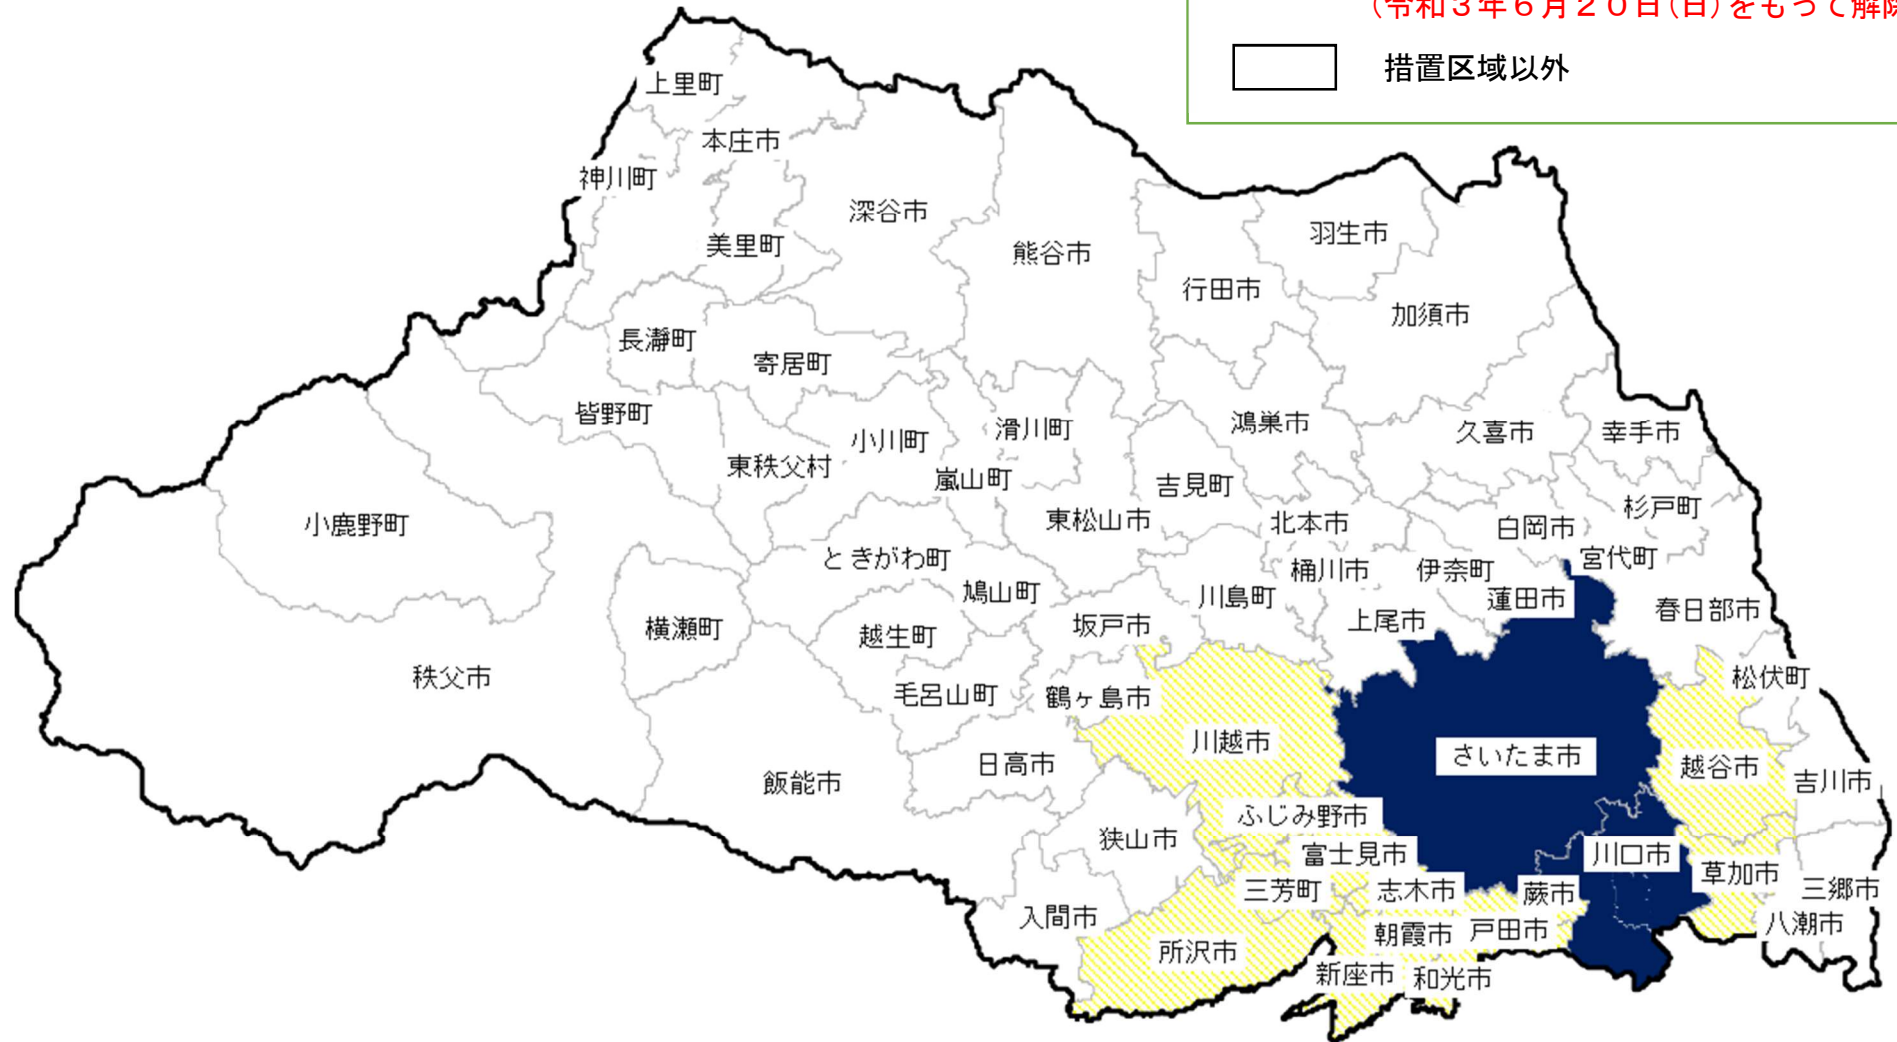 (令和3年6月20日(日)をもって解除
措置区域以外
上里町
本庄市
神川町
深谷市
美里町
熊谷市
羽生市
行田市
加須市
長瀞町
寄居町
皆野町
小川町
滑川町
鴻巣市
久喜市
幸手市
東秩父村
嵐山町
吉見町
杉戸町
小鹿野町
東松山市
北本市
白岡市
ときがわ町
宮代町
桶川市
伊奈町
鳩山町
川島町
蓮田市
春日部市
横瀬町
越生町
坂戸市
上尾市
秩父市
毛呂山町
鶴ヶ島市
松伏町
川越市
さいたま市
日高市
越谷市
飯能市
吉川市
ふじみ野市
狭山市
富士見市
川口市
草加市
三芳町
志木市
蕨市
三郷市
入間市
八潮市
朝霞市
戸田市
所沢市
新座市
和光市